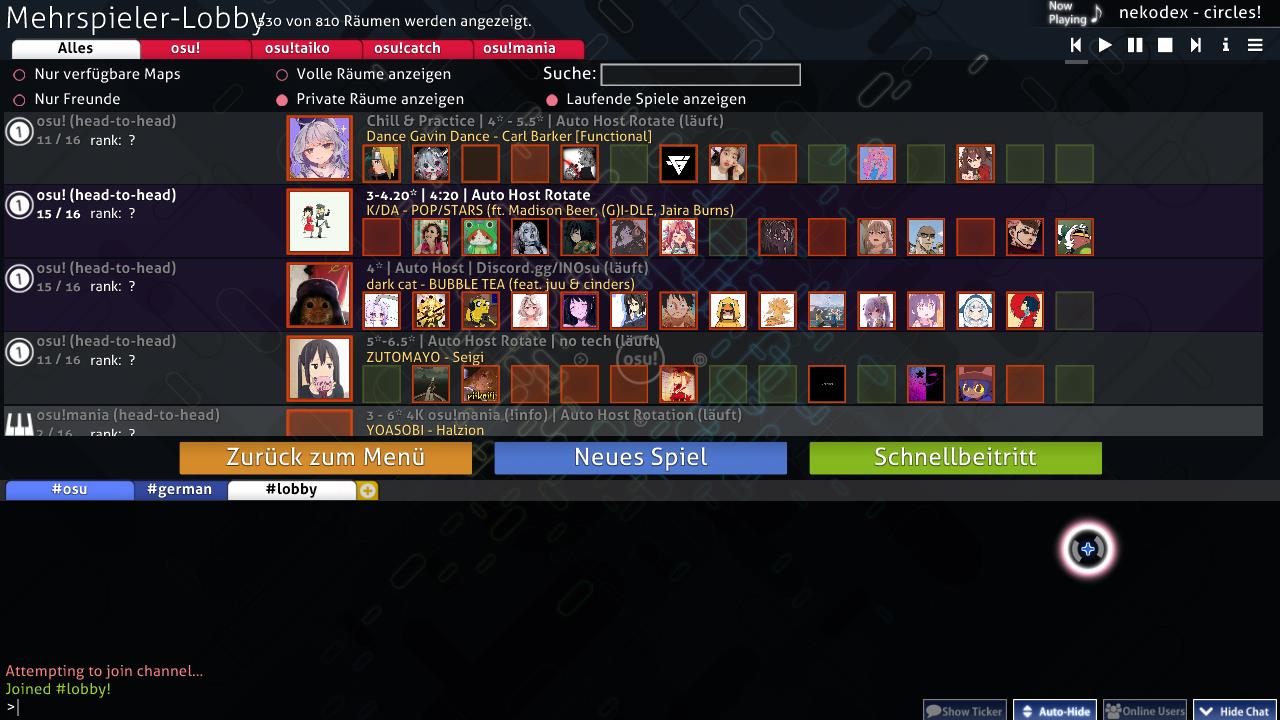 Mehrspieler-Lobby
530 von 810 Räumen werden angezeigt.
Now Playing
nekodex - circles!
Alles
osu!
osu!taiko
osu!catch
osu!mania
Nur verfügbare Maps
Volle Räume anzeigen
Suche:
Nur Freunde
Private Räume anzeigen
Laufende Spiele anzeigen
osu! (head-to-head)
11 / 16 rank: ?
Chill & Practice | 4☆ - 5.5☆ | Auto Host Rotate (läuft)
Dance Gavin Dance - Carl Barker [Functional]
osu! (head-to-head)
15 / 16 rank: ?
3-4.20☆ | 4:20 | Auto Host Rotate
K/DA - POP/STARS (ft. Madison Beer, (G)I-DLE, Jaira Burns)
osu! (head-to-head)
15 / 16 rank: ?
4☆ | Auto Host | Discord.gg/INOsu (läuft)
dark cat - BUBBLE TEA (feat. juu & cinders)
osu! (head-to-head)
11 / 16 rank: ?
5☆-6.5☆ | Auto Host Rotate | no tech (läuft)
ZUTOMAYO - Seigi
osu!
osu!mania (head-to-head)
2 / 16 rank: ?
3 - 6☆ 4K osu!mania (!info) | Auto Host Rotation (läuft)
YOASOBI - Halzion
Zurück zum Menü
Neues Spiel
Schnellbeitritt
#osu
#german
#lobby
Attempting to join channel...
Joined #lobby!
>
Show Ticker
Auto-Hide
Online Users
Hide Chat